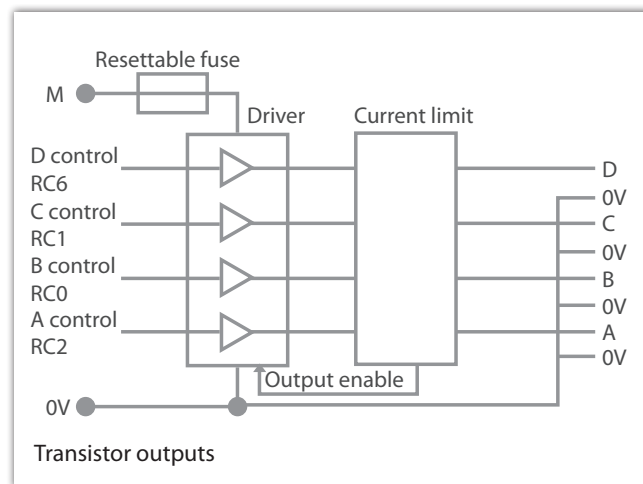 Resettable fuse
M
Driver
Current limit
D control
RC6
D
0V
C control
RC1
C
0V
B control
RC0
B
0V
A control
RC2
A
0V
Output enable
0V
Transistor outputs